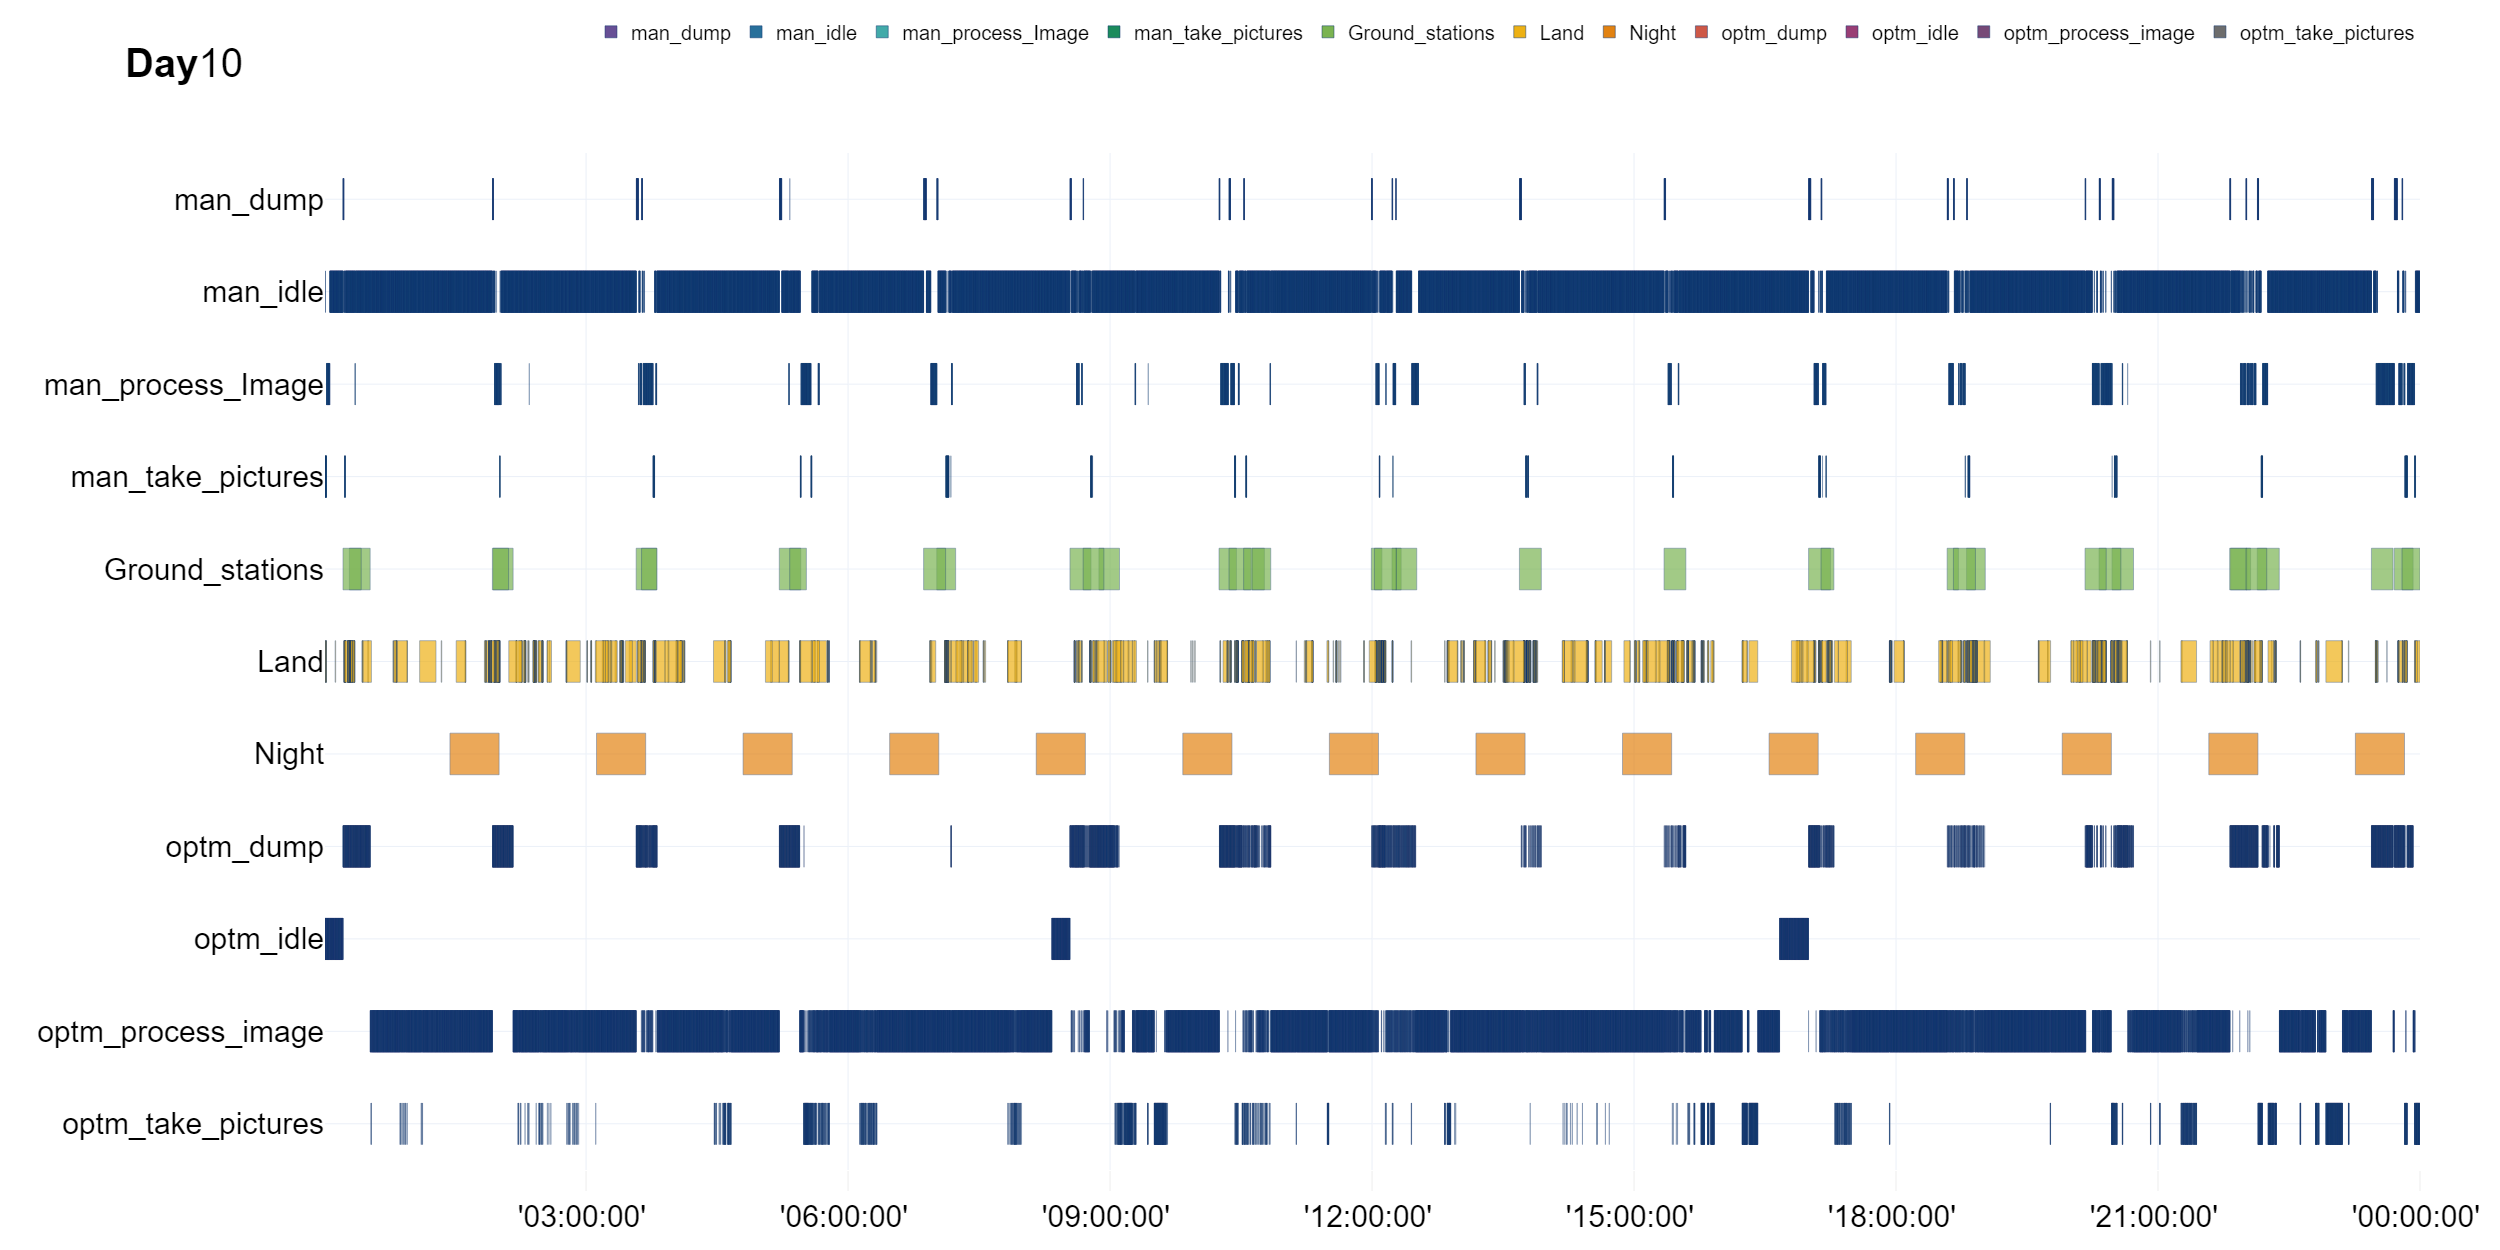 man_dump man_idle man_process_Image man_take_pictures Ground_stations Land Night optm_dump optm_idle optm_process_image optm_take_pictures
Day10
man_dump
man_idle
man_process_Image
man_take_pictures
Ground_stations
Land
Night
optm_dump
optm_idle
optm_process_image
optm_take_pictures
'03:00:00' '06:00:00' '09:00:00' '12:00:00' '15:00:00' '18:00:00' '21:00:00' '00:00:00'